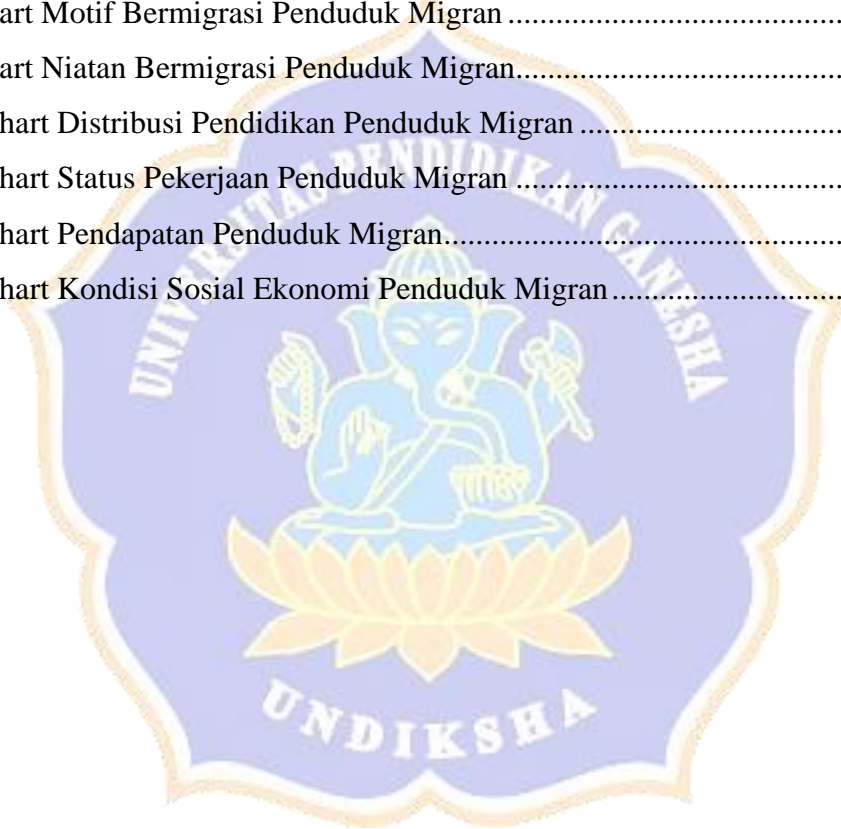 art Motif Bermigrasi Penduduk Migran ........................................
art Niatan Bermigrasi Penduduk Migran........................................
hart Distribusi Pendidikan Penduduk Migran ................................
hart Status Pekerjaan Penduduk Migran ........................................
hart Pendapatan Penduduk Migran.................................................
hart Kondisi Sosial Ekonomi Penduduk Migran .............................
UNIVERSITAS PENDIDIKAN GANESHA
UNDIKSHA